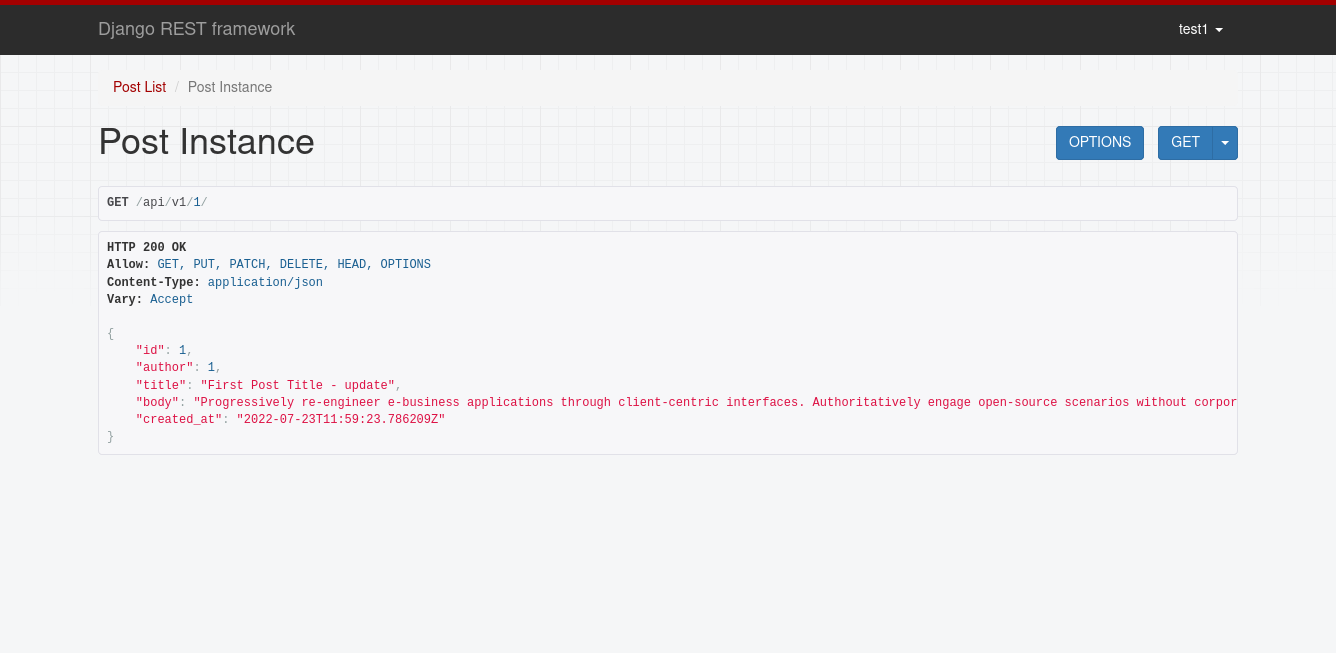 Django REST framework
test1
Post List / Post Instance
Post Instance
OPTIONS
GET
GET /api/v1/1/
HTTP 200 OK
Allow: GET, PUT, PATCH, DELETE, HEAD, OPTIONS
Content-Type: application/json
Vary: Accept
{
    "id": 1,
    "author": 1,
    "title": "First Post Title - update",
    "body": "Progressively re-engineer e-business applications through client-centric interfaces. Authoritatively engage open-source scenarios without corpor
    "created_at": "2022-07-23T11:59:23.786209Z"
}